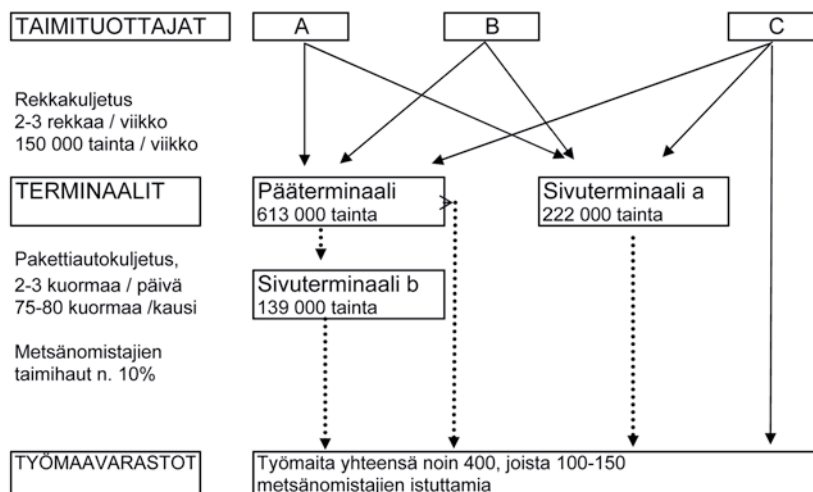 TAIMITUOTTAJAT
A
B
C
Rekkakuljetus
2-3 rekkaa / viikko
150 000 tainta / viikko
TERMINAALIT
Pääterminaali
613 000 tainta
Sivuterminaali a
222 000 tainta
Pakettiautokuljetus,
2-3 kuormaa / päivä
75-80 kuormaa /kausi
Sivuterminaali b
139 000 tainta
Metsänomistajien
taimihaut n. 10%
TYÖMAAVARASTOT
Työmaita yhteensä noin 400, joista 100-150
metsänomistajien istuttamia